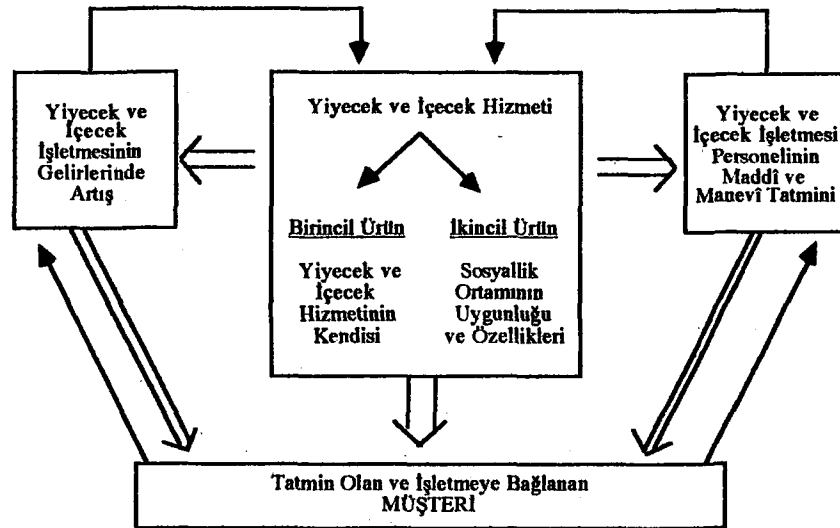 Yiyecek ve
İçecek
İşletmesinin
Gelirlerinde
Artış
Yiyecek ve İçecek Hizmeti
Birincil Ürün
Yiyecek ve
İçecek
Hizmetinin
Kendisi
İkincil Ürün
Sosyallik
Ortamının
Uygunluğu
ve Özellikleri
Yiyecek ve
İçecek İşletmesi
Personelinin
Maddî ve
Manevî Tatmini
Tatmin Olan ve İşletmeye Bağlanan
MÜŞTERİ